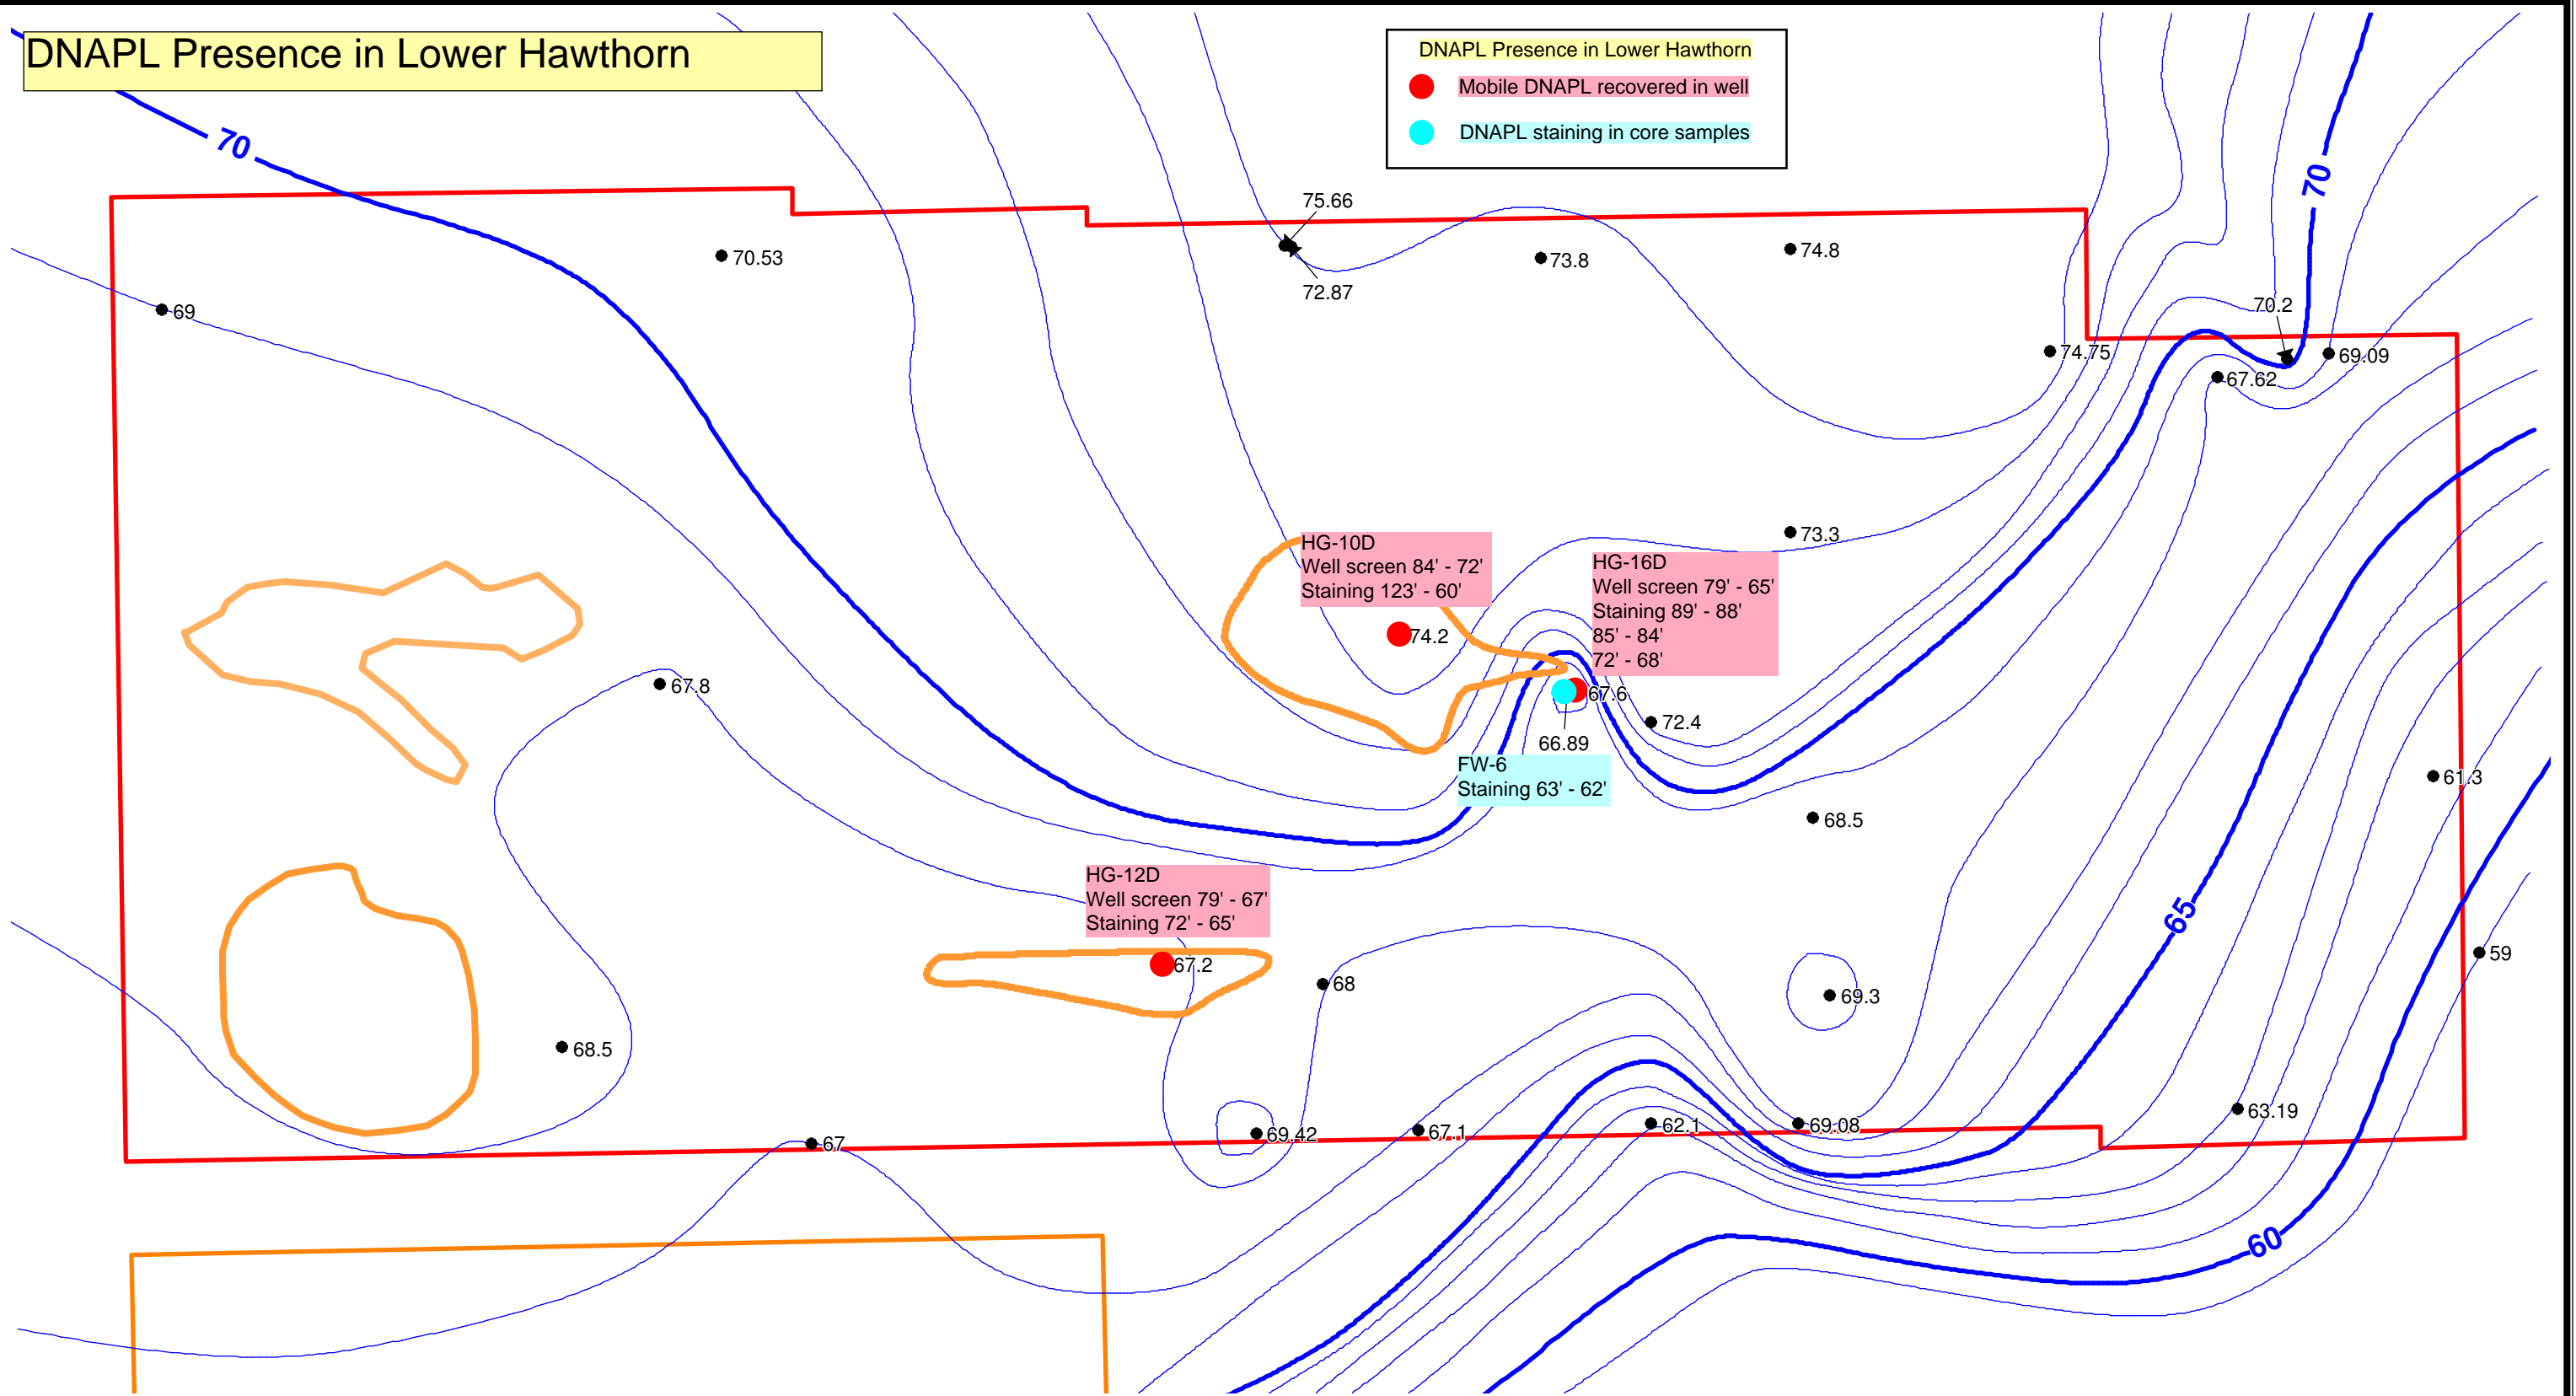 DNAPL Presence in Lower Hawthorn
DNAPL Presence in Lower Hawthorn
Mobile DNAPL recovered in well
DNAPL staining in core samples
70
70
75.66
70.53
73.8
74.8
72.87
69
70.2
74.75
69.09
67.62
73.3
HG-10D
Well screen 84' - 72'
Staining 123' - 60'
74.2
HG-16D
Well screen 79' - 65'
Staining 89' - 88'
85' - 84'
72' - 68'
67.8
67.6
72.4
66.89
FW-6
Staining 63' - 62'
61.3
68.5
HG-12D
Well screen 79' - 67'
Staining 72' - 65'
65
67.2
68
59
69.3
68.5
63.19
69.42
67.1
62.1
69.08
67
60